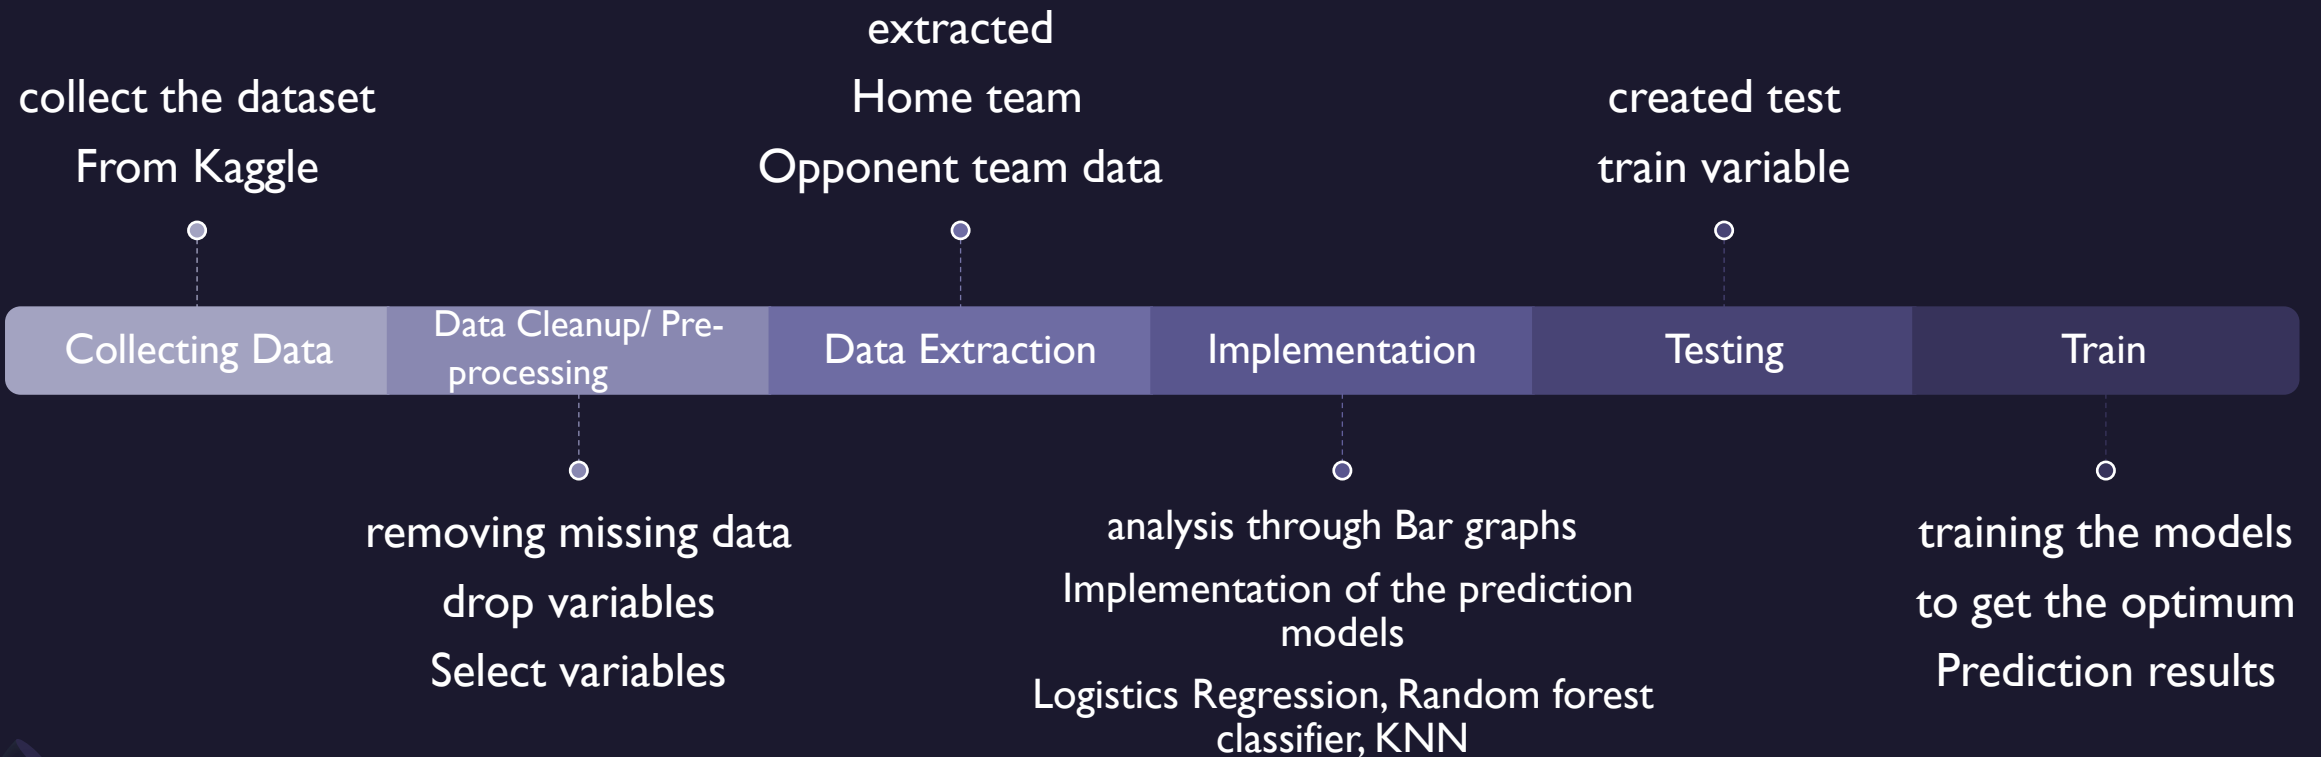 collect the dataset
From Kaggle
extracted
Home team
Opponent team data
created test
train variable
Collecting Data
Data Cleanup/ Pre-
processing
Data Extraction
Implementation
Testing
Train
removing missing data
drop variables
Select variables
analysis through Bar graphs
Implementation of the prediction
models
Logistics Regression, Random forest
classifier, KNN
training the models
to get the optimum
Prediction results